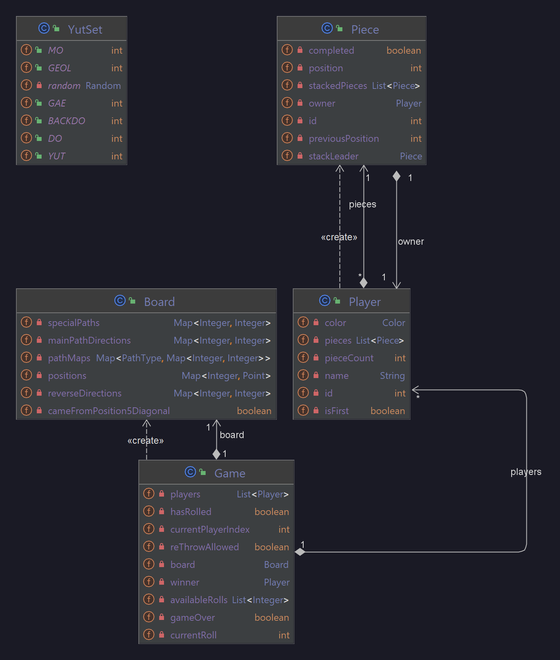 YutSet
MO int
GEOL int
random Random
GAE int
BACKDO int
DO int
YUT int
Piece
completed boolean
position int
stackedPieces List<Piece>
owner Player
id int
previousPosition int
stackLeader Piece
1
1
pieces
«create»
owner
*
1
Board
specialPaths Map<Integer, Integer>
mainPathDirections Map<Integer, Integer>
pathMaps Map<PathType, Map<Integer, Integer>>
positions Map<Integer, Point>
reverseDirections Map<Integer, Integer>
cameFromPosition5Diagonal boolean
Player
color Color
pieces List<Piece>
pieceCount int
name String
id int
isFirst boolean
*
«create»
1
board
1
players
Game
players List<Player>
hasRolled boolean
currentPlayerIndex int
reThrowAllowed boolean
board Board
winner Player
availableRolls List<Integer>
gameOver boolean
currentRoll int
1